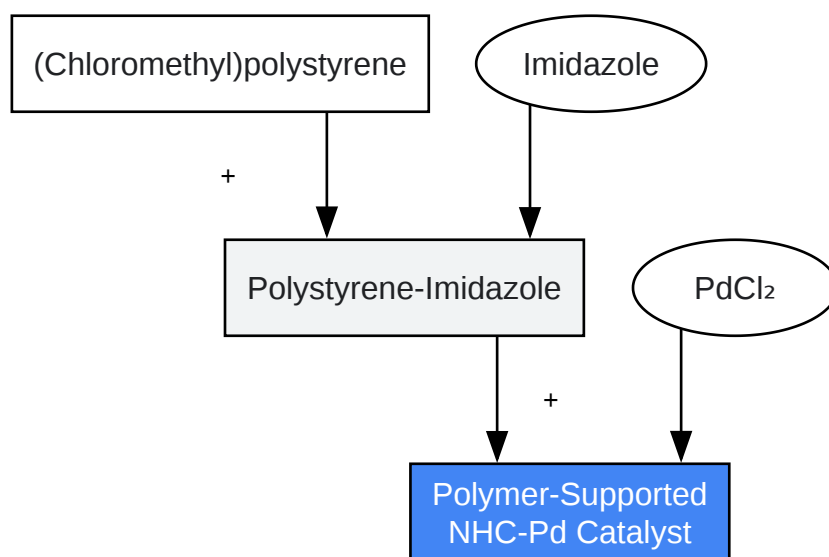 (Chloromethyl)polystyrene
Imidazole
+
Polystyrene-Imidazole
PdCl₂
+
Polymer-Supported
NHC-Pd Catalyst